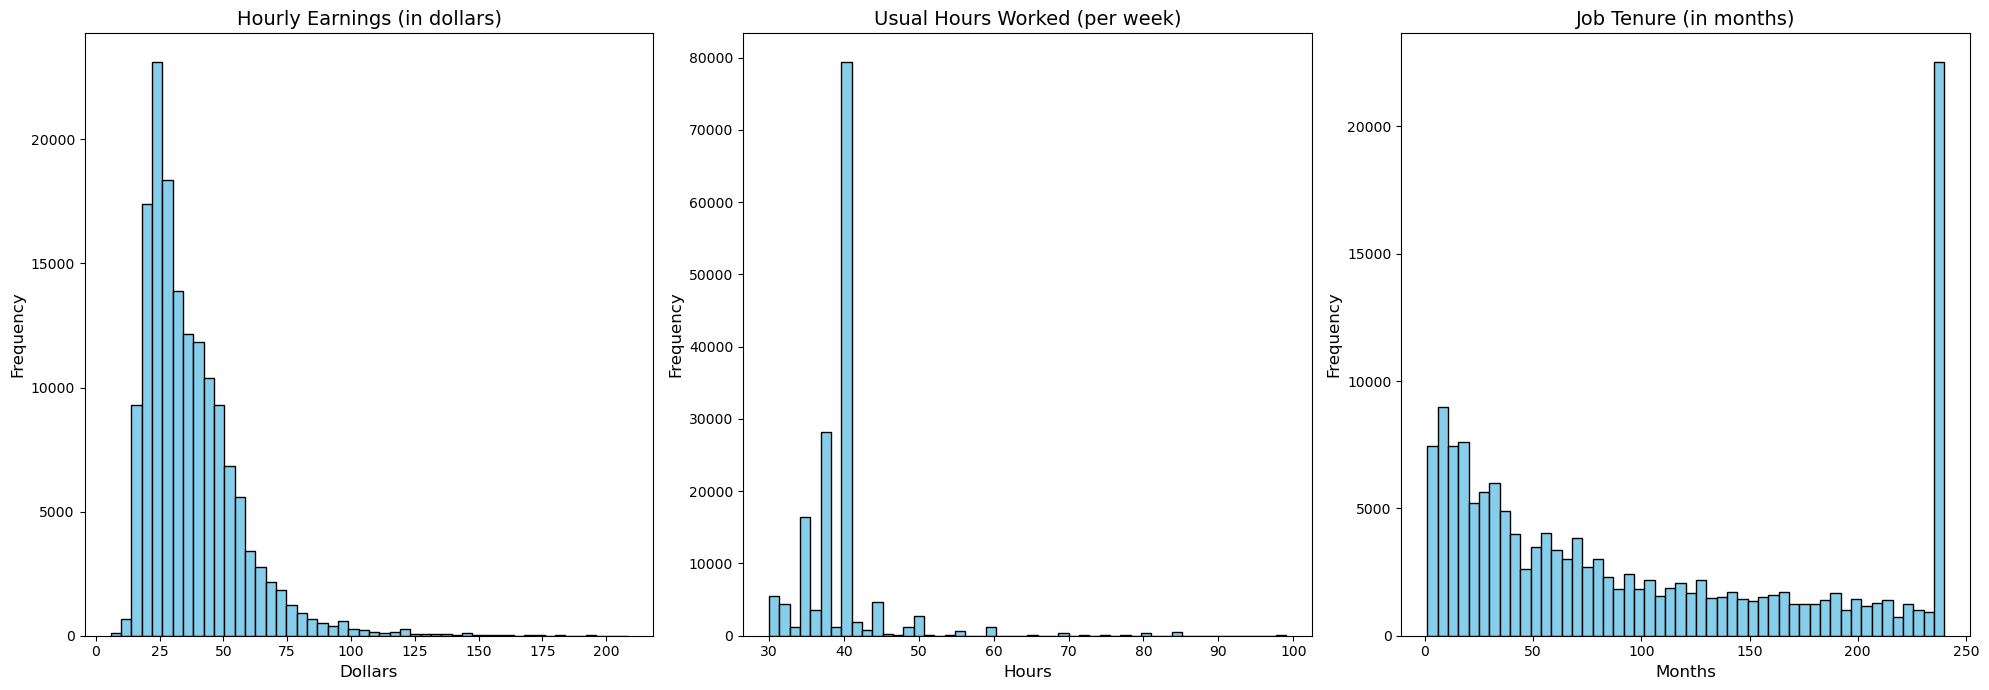 Hourly Earnings (in dollars)
Frequency
20000
15000
10000
5000
0
0 25 50 75 100 125 150 175 200
Dollars
Usual Hours Worked (per week)
Frequency
80000
70000
60000
50000
40000
30000
20000
10000
0
30 40 50 60 70 80 90 100
Hours
Job Tenure (in months)
Frequency
20000
15000
10000
5000
0
0 50 100 150 200 250
Months